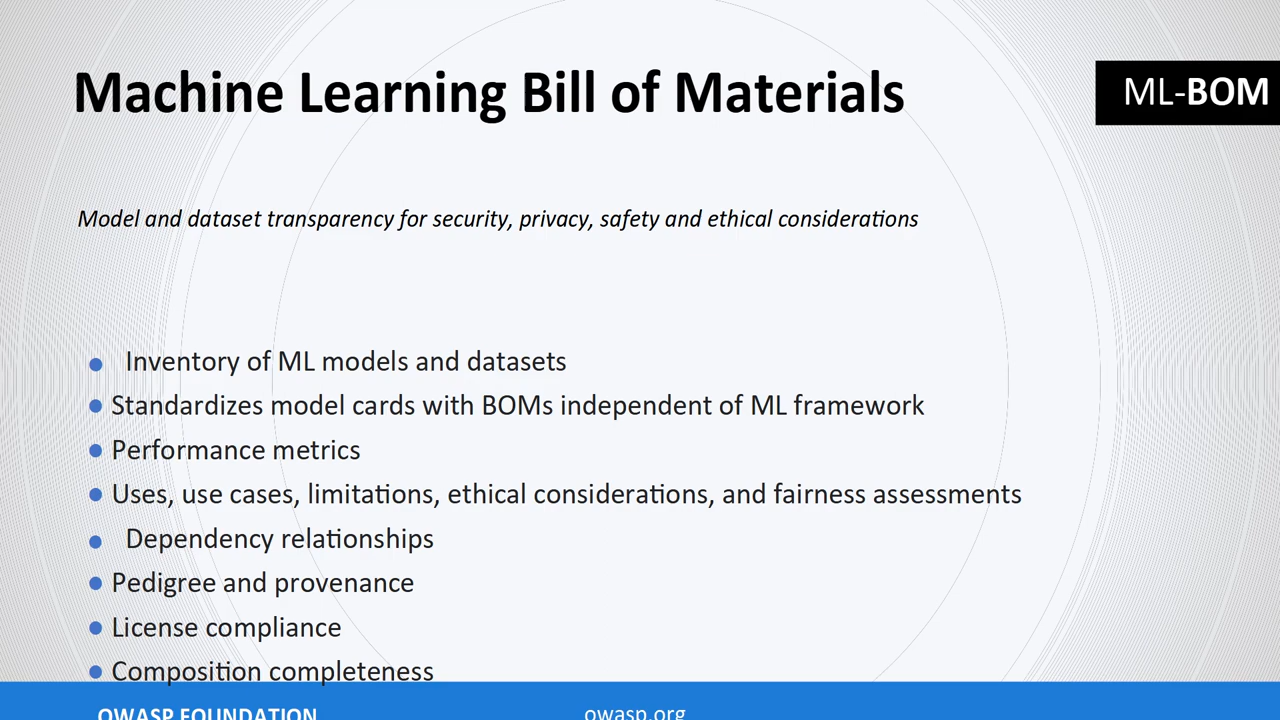 Machine Learning Bill of Materials
ML-BOM
Model and dataset transparency for security, privacy, safety and ethical considerations
Inventory of ML models and datasets
Standardizes model cards with BOMs independent of ML framework
Performance metrics
Uses, use cases, limitations, ethical considerations, and fairness assessments
Dependency relationships
Pedigree and provenance
License compliance
Composition completeness
OWASP FOUNDATION
owasp.org